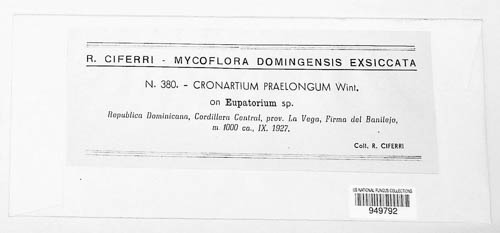 R. CIFERRI - MYCOFLORA DOMINGENSIS EXSICCATA
N. 380. - CRONARTIUM PRAELONGUM Wint.
on Eupatorium sp.
Republica Dominicana, Cordillera Central, prov. La Vega, Firma del Banilejo,
m. 1000 ca., IX. 1927.
Coll. R. CIFERRI
US NATIONAL FUNGUS COLLECTIONS
949792